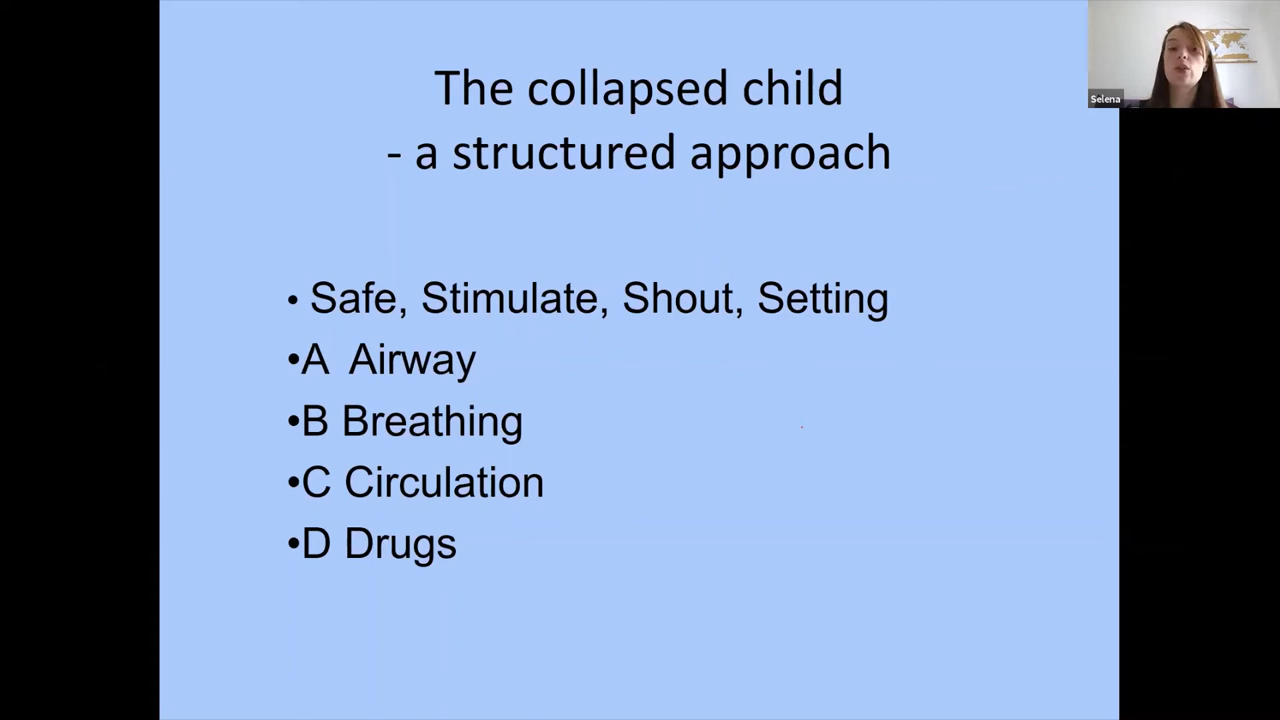 The collapsed child
- a structured approach
Selena
• Safe, Stimulate, Shout, Setting
•A Airway
•B Breathing
•C Circulation
•D Drugs